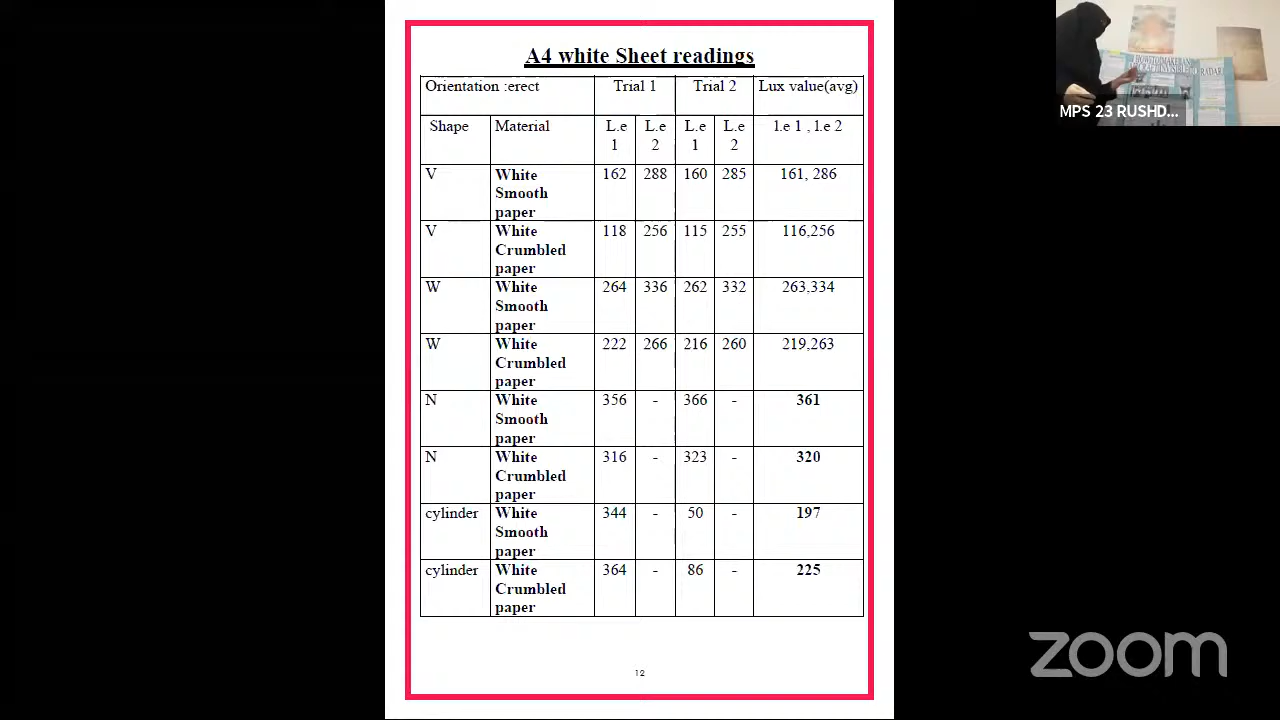 A4 white Sheet readings
Orientation :erect Trial 1 Trial 2 Lux value(avg)
Shape Material L.e 1 L.e 2 L.e 1 L.e 2 l.e 1 , l.e 2
V White Smooth paper 162 288 160 285 161, 286
V White Crumbled paper 118 256 115 255 116,256
W White Smooth paper 264 336 262 332 263,334
W White Crumbled paper 222 266 216 260 219,263
N White Smooth paper 356 - 366 - 361
N White Crumbled paper 316 - 323 - 320
cylinder White Smooth paper 344 - 50 - 197
cylinder White Crumbled paper 364 - 86 - 225
12
MPS 23 RUSHD...
zoom